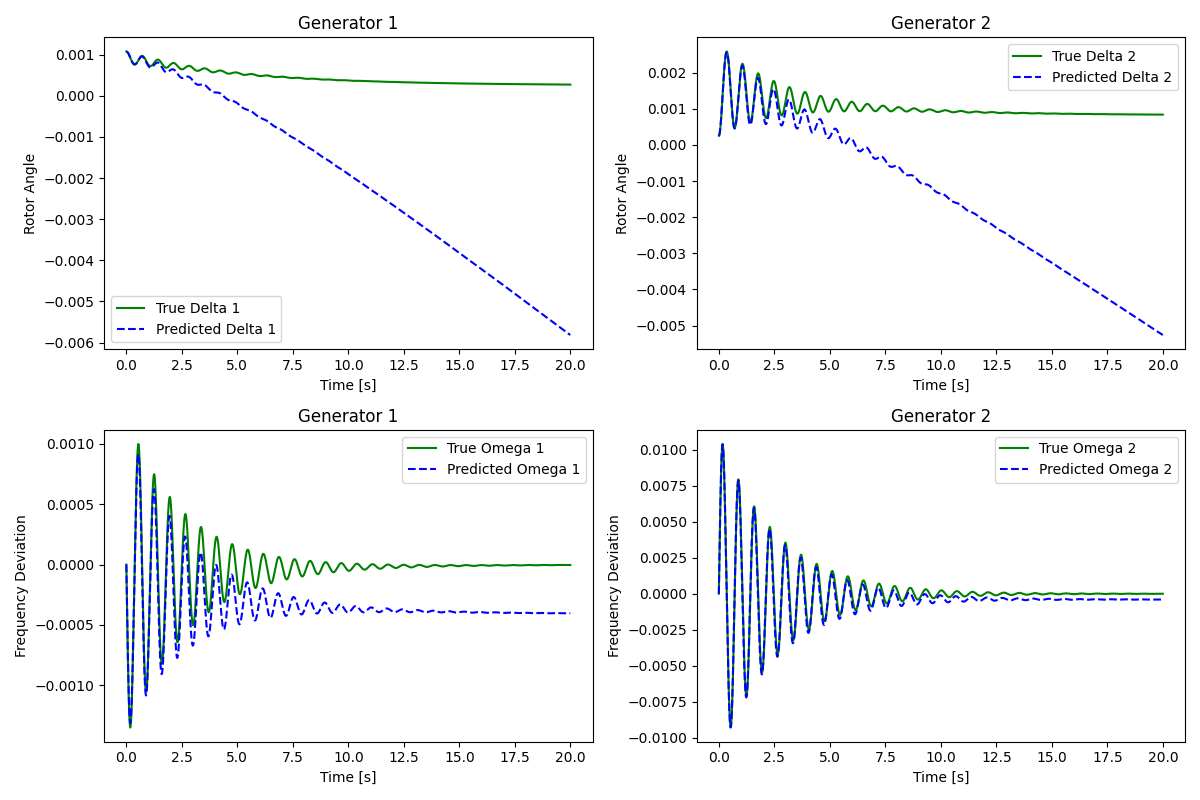 Generator 1
0.001
0.000
−0.001
−0.002
−0.003
−0.004
−0.005
−0.006
Rotor Angle
True Delta 1
Predicted Delta 1
0.0 2.5 5.0 7.5 10.0 12.5 15.0 17.5 20.0
Time [s]
Generator 2
0.002
0.001
0.000
−0.001
−0.002
−0.003
−0.004
−0.005
Rotor Angle
True Delta 2
Predicted Delta 2
0.0 2.5 5.0 7.5 10.0 12.5 15.0 17.5 20.0
Time [s]
Generator 1
0.0010
0.0005
0.0000
−0.0005
−0.0010
Frequency Deviation
True Omega 1
Predicted Omega 1
0.0 2.5 5.0 7.5 10.0 12.5 15.0 17.5 20.0
Time [s]
Generator 2
0.0100
0.0075
0.0050
0.0025
0.0000
−0.0025
−0.0050
−0.0075
−0.0100
Frequency Deviation
True Omega 2
Predicted Omega 2
0.0 2.5 5.0 7.5 10.0 12.5 15.0 17.5 20.0
Time [s]